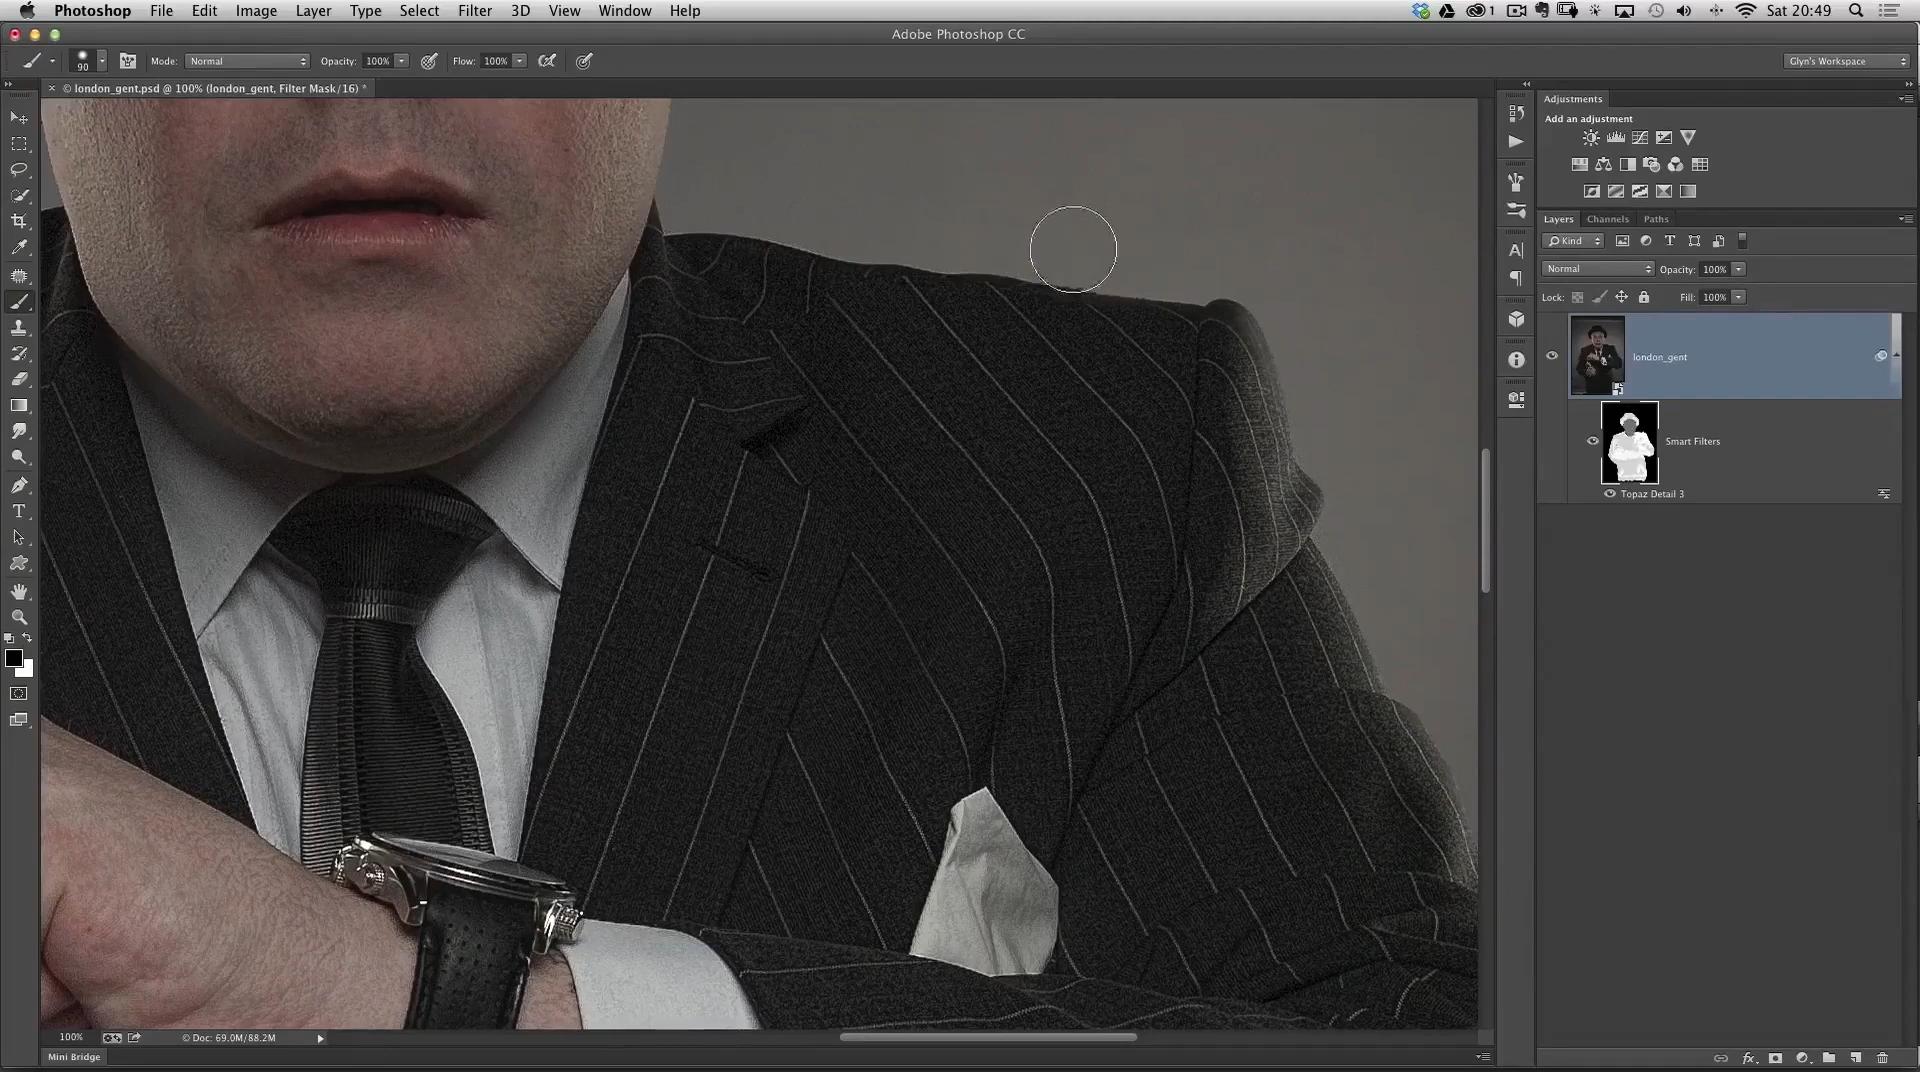 Photoshop File Edit Image Layer Type Select Filter 3D View Window Help 1 Sat 20:49
Adobe Photoshop CC
90 Mode: Normal Opacity: 100% Flow: 100% Glyn's Workspace
× © london_gent.psd @ 100% (london_gent, Filter Mask/16) *
Adjustments
Add an adjustment
Layers Channels Paths
Kind
Normal Opacity: 100%
Lock: Fill: 100%
london_gent
Smart Filters
Topaz Detail 3
100% © Doc: 69.0M/88.2M
Mini Bridge